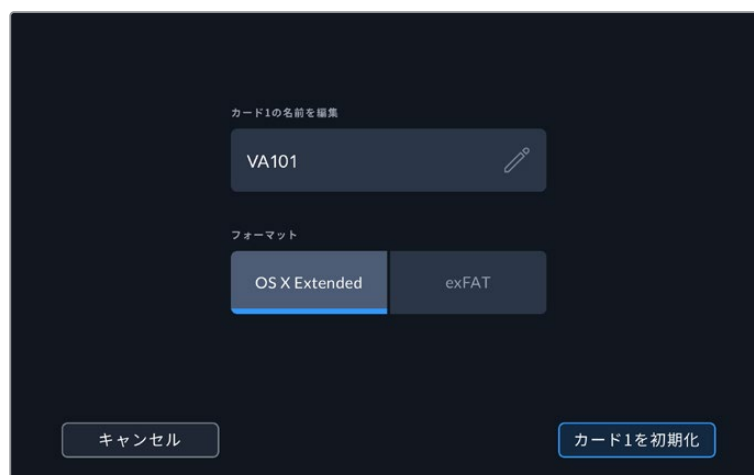 カード1の名前を編集
VA101
フォーマット
OS X Extended
exFAT
キャンセル
カード1を初期化